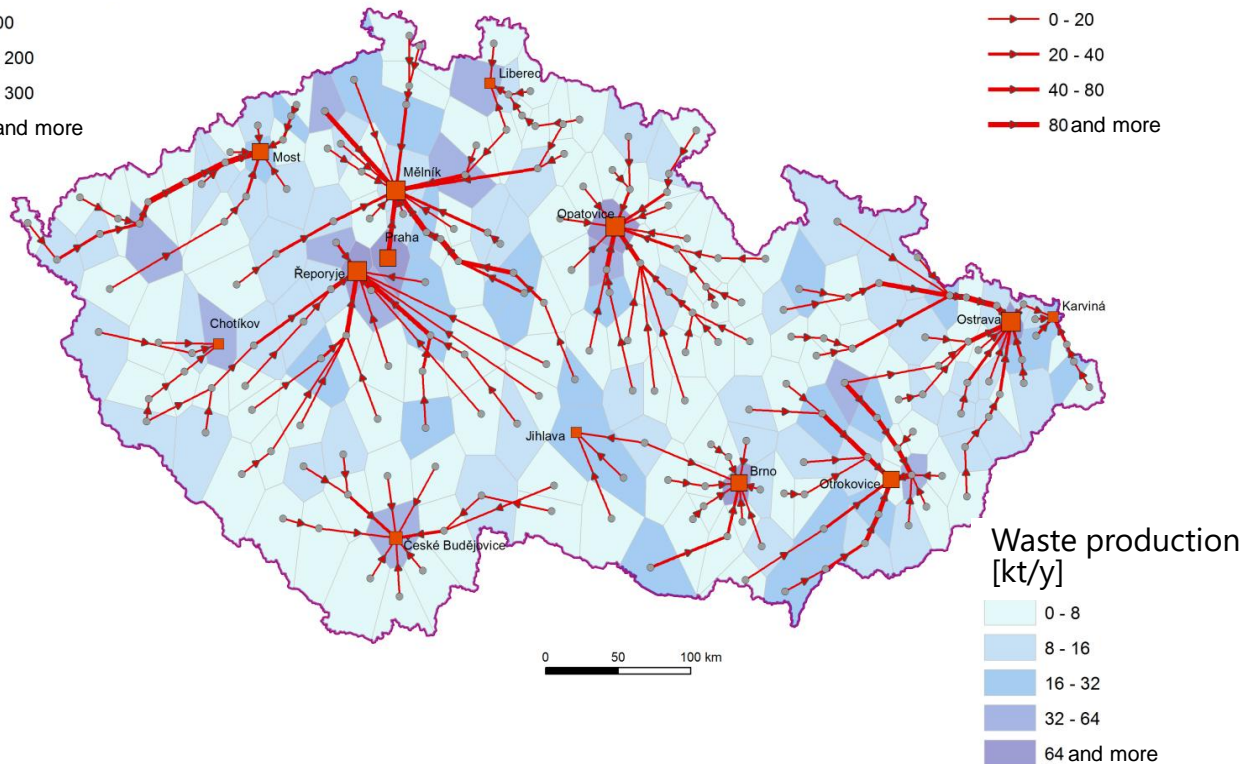 00
200
300
and more
0 - 20
20 - 40
40 - 80
80 and more
Liberec
Most
Mělník
Opatovice
Praha
Řeporyje
Chotíkov
Karviná
Ostrava
Jihlava
Brno
Otrokovice
České Budějovice
Waste production
[kt/y]
0 - 8
8 - 16
16 - 32
32 - 64
64 and more
0 50 100 km